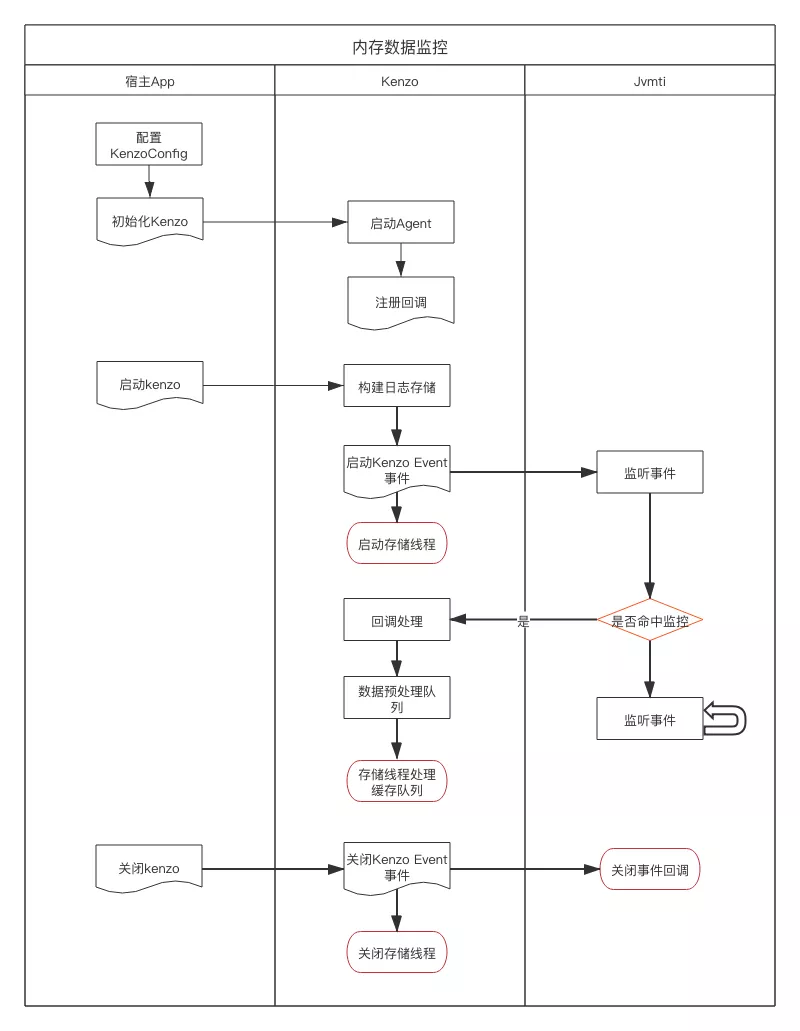 内存数据监控
宿主App
Kenzo
Jvmti
配置
KenzoConfig
初始化Kenzo
启动Agent
注册回调
启动kenzo
构建日志存储
启动Kenzo Event
事件
监听事件
启动存储线程
回调处理
是
是否命中监控
数据预处理队
列
监听事件
存储线程处理
缓存队列
关闭kenzo
关闭Kenzo Event
事件
关闭事件回调
关闭存储线程